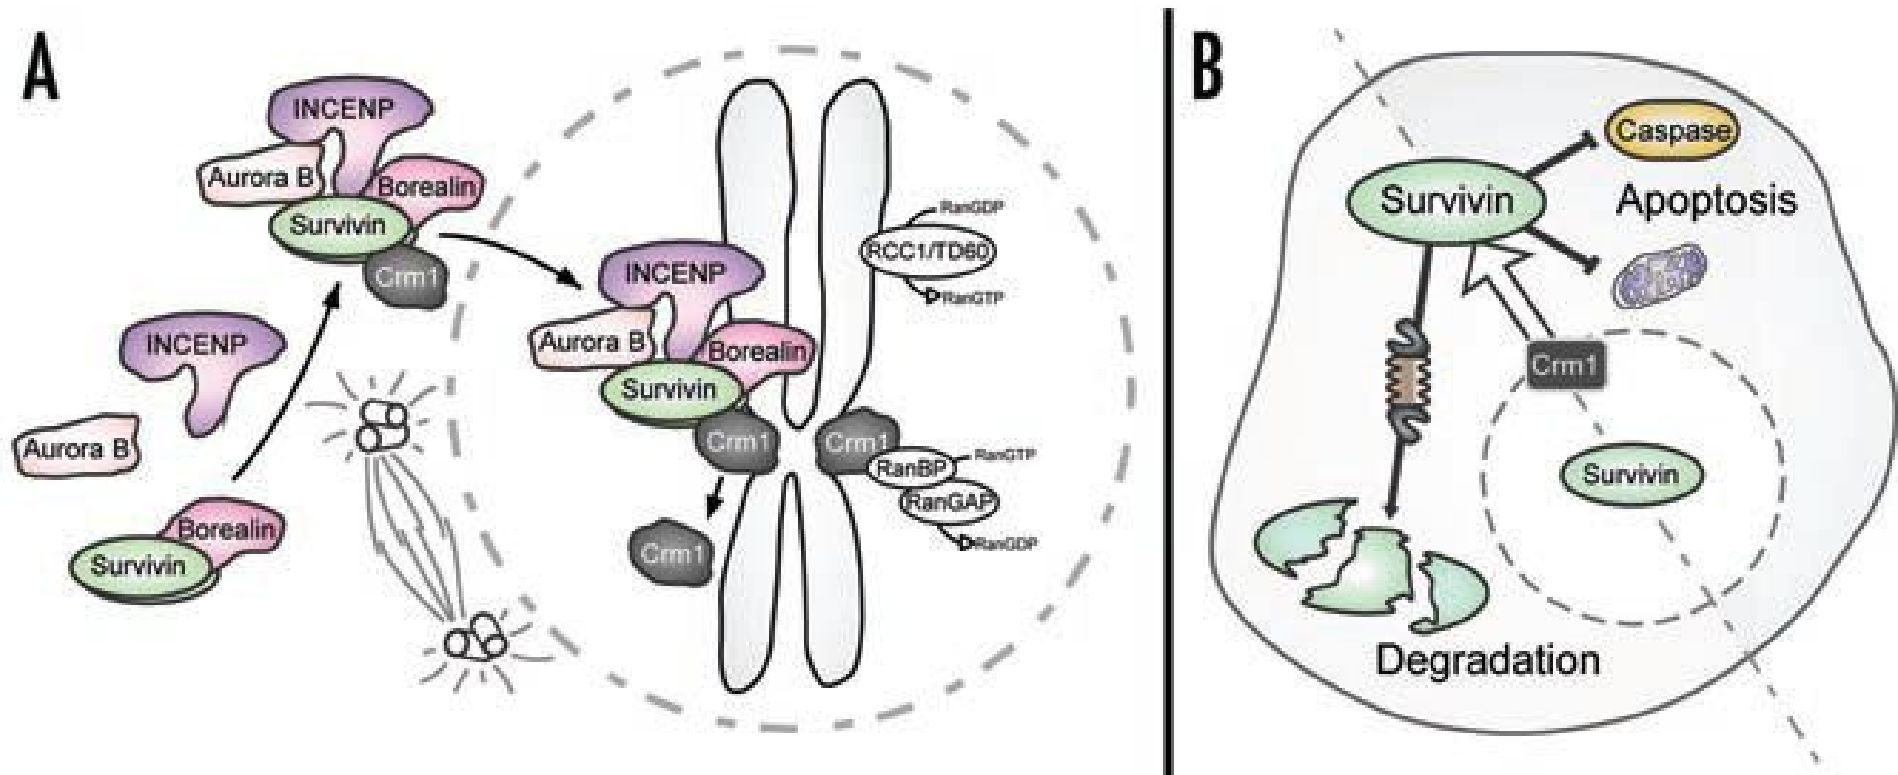 A
INCENP
Aurora B
Borealin
Survivin
Crm1
INCENP
Aurora B
Borealin
Survivin
INCENP
Aurora B
Borealin
Survivin
Crm1
Crm1
Crm1
RanGDP
RCC1/TD60
RanGTP
RanBP
RanGTP
RanGAP
RanGDP
B
Caspase
Survivin
Apoptosis
Crm1
Survivin
Degradation